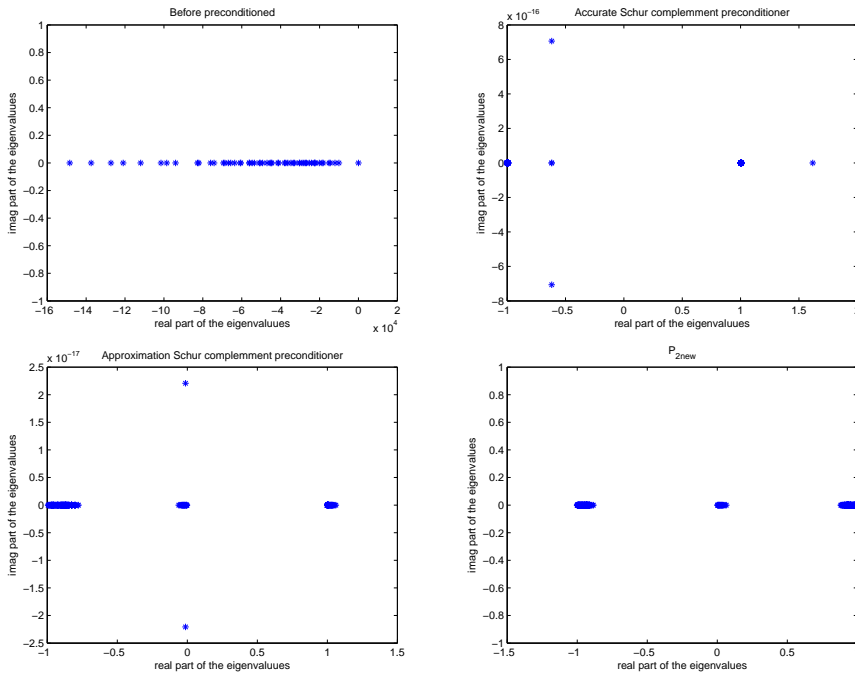 Before preconditioned
1
0.8
0.6
0.4
0.2
0
−0.2
−0.4
−0.6
−0.8
−1
imag part of the eigenvaluues
−16 −14 −12 −10 −8 −6 −4 −2 0 2
x 10^4
real part of the eigenvaluues
Accurate Schur complemment preconditioner
x 10^−16
8
6
4
2
0
−2
−4
−6
−8
imag part of the eigenvaluues
−1 −0.5 0 0.5 1 1.5 2
real part of the eigenvaluues
Approximation Schur complemment preconditioner
x 10^−17
2.5
2
1.5
1
0.5
0
−0.5
−1
−1.5
−2
−2.5
imag part of the eigenvaluues
−1 −0.5 0 0.5 1 1.5
real part of the eigenvaluues
P_2new
1
0.8
0.6
0.4
0.2
0
−0.2
−0.4
−0.6
−0.8
−1
imag part of the eigenvaluues
−1.5 −1 −0.5 0 0.5
real part of the eigenvaluues